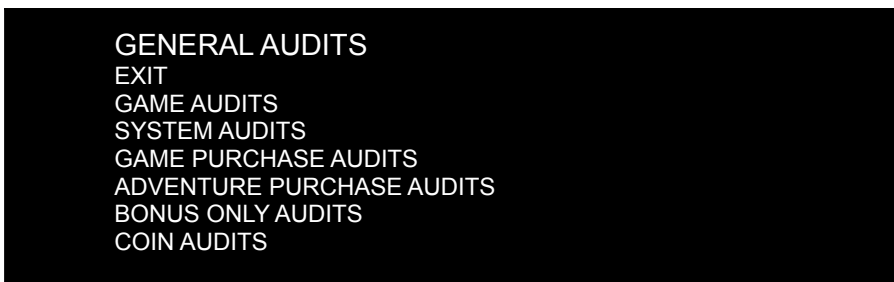 GENERAL AUDITS
EXIT
GAME AUDITS
SYSTEM AUDITS
GAME PURCHASE AUDITS
ADVENTURE PURCHASE AUDITS
BONUS ONLY AUDITS
COIN AUDITS